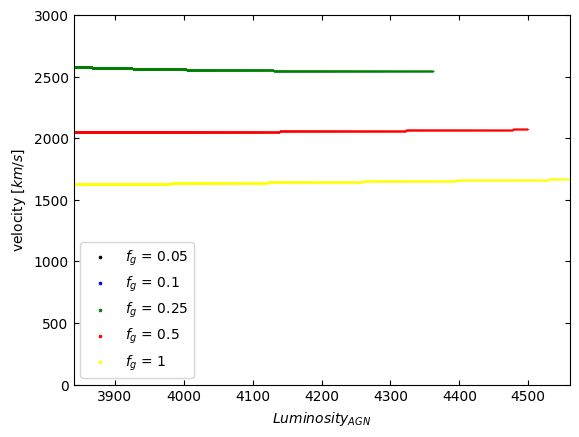 3000
2500
2000
1500
1000
500
0
velocity [km/s]
f_g = 0.05
f_g = 0.1
f_g = 0.25
f_g = 0.5
f_g = 1
3900 4000 4100 4200 4300 4400 4500
Luminosity_AGN